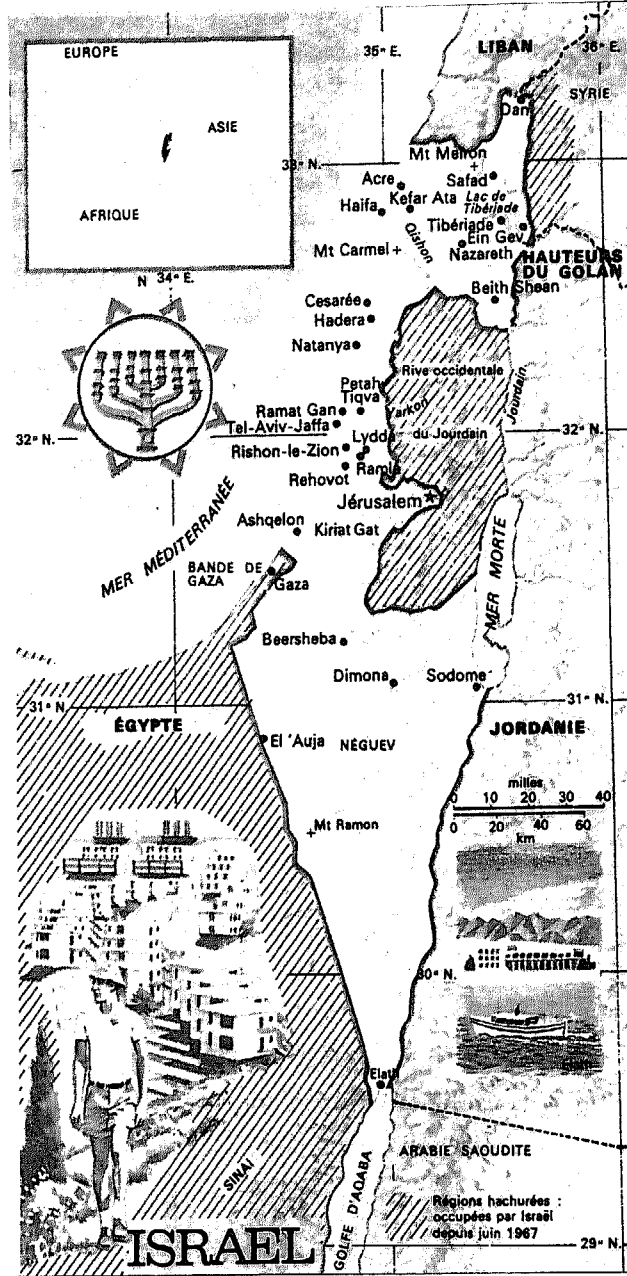 EUROPE
ASIE
AFRIQUE
35° E.
LIBAN
36° E.
SYRIE
Dan
33° N.
Mt Meiron
Acre
Safad
Kefar Ata
Lac de
Tibériade
Haifa
Qishon
Tibériade
Ein Gev
Mt Carmel
Nazareth
HAUTEURS
DU GOLAN
N 34° E.
Beith Shean
Cesarée
Hadera
Natanya
Rive occidentale
Jourdain
Petah
Tiqva
Ramat Gan
Yarkon
Tel-Aviv-Jaffa
32° N.
32° N.
Lydda
du Jourdain
Rishon-le-Zion
Ramla
Rehovot
Jérusalem
MER MÉDITERRANÉE
Ashqelon
Kiriat Gat
MER MORTE
BANDE DE
GAZA
Gaza
Beersheba
Dimona
Sodome
31° N.
31° N.
ÉGYPTE
JORDANIE
El 'Auja
NÉGUEV
milles
0 10 20 30 40
0 20 40 60
km
Mt Ramon
30° N.
Elath
Elath
ARABIE SAOUDITE
SINAÏ
GOLFE D'AQABA
Régions hachurées :
occupées par Israël
depuis juin 1967
ISRAEL
29° N.